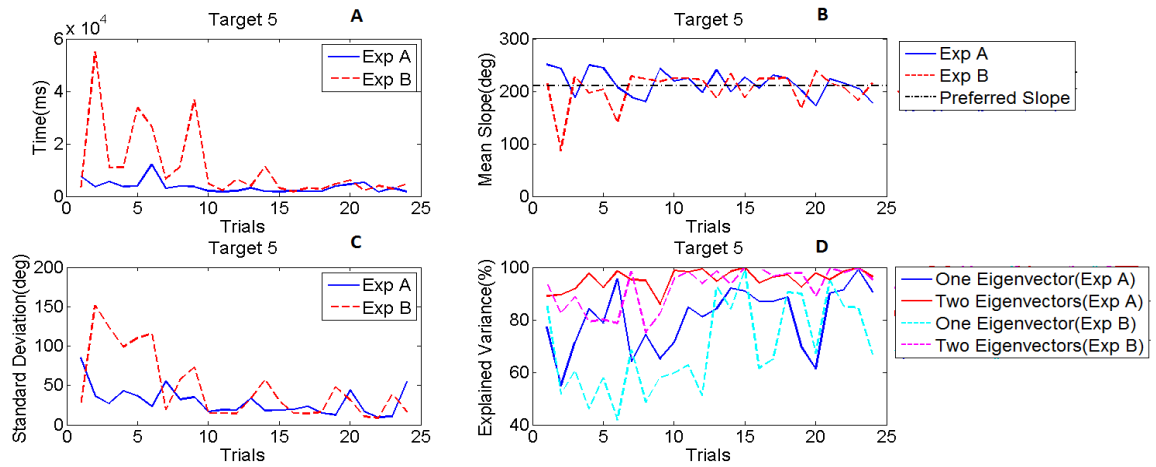 A
Target 5
x 10^4
6
4
2
0
Time(ms)
0 5 10 15 20 25
Trials
Exp A
Exp B
B
Target 5
300
200
100
0
Mean Slope(deg)
0 5 10 15 20 25
Trials
Exp A
Exp B
Preferred Slope
C
Target 5
200
150
100
50
0
Standard Deviation(deg)
0 5 10 15 20 25
Trials
Exp A
Exp B
D
Target 5
100
80
60
40
Explained Variance(%)
0 5 10 15 20 25
Trials
One Eigenvector(Exp A)
Two Eigenvectors(Exp A)
One Eigenvector(Exp B)
Two Eigenvectors(Exp B)